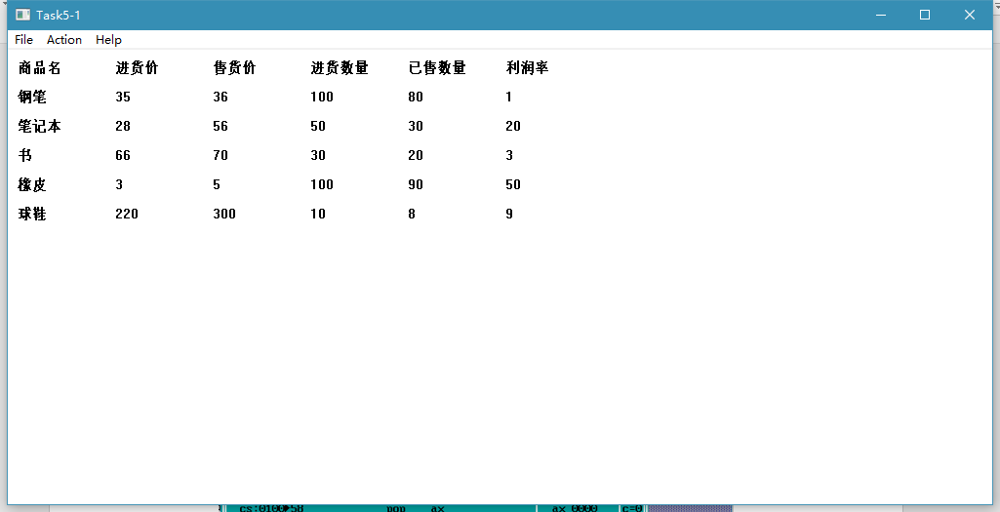 Task5-1
File Action Help
商品名 进货价 售货价 进货数量 已售数量 利润率
钢笔 35 36 100 80 1
笔记本 28 56 50 30 20
书 66 70 30 20 3
橡皮 3 5 100 90 50
球鞋 220 300 10 8 9
pop ax ax 0000 c=0